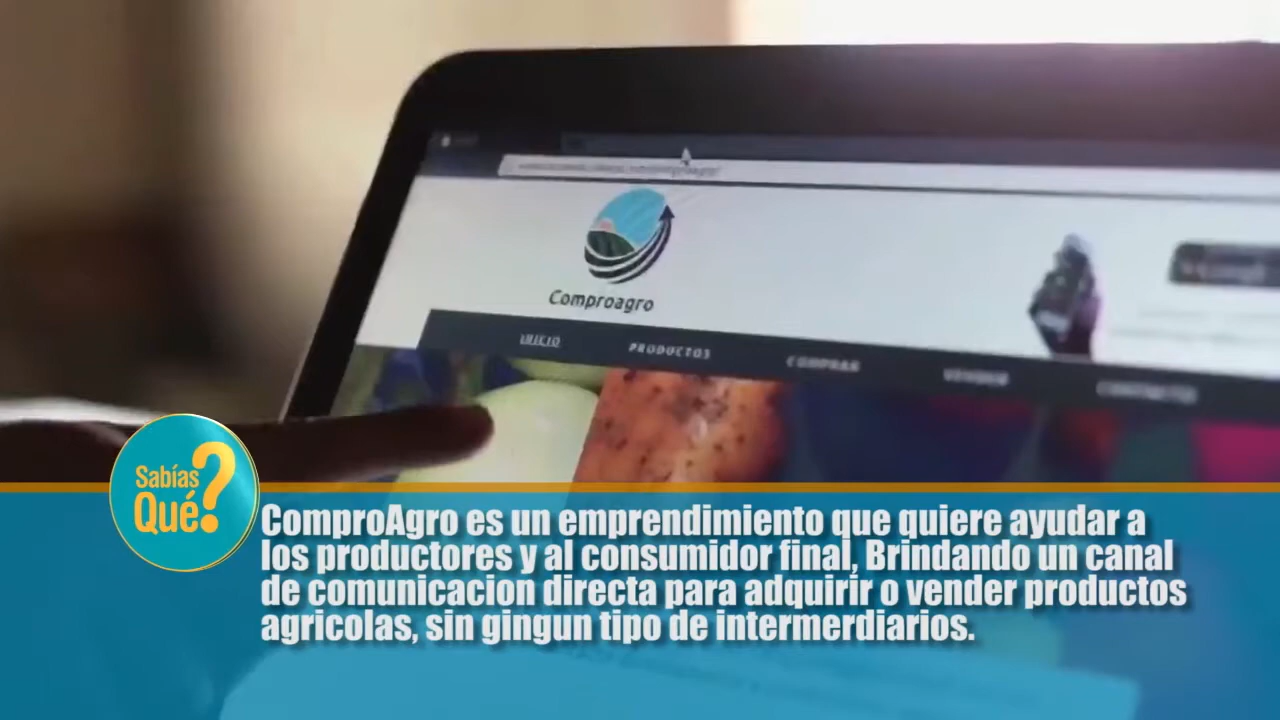 Comproagro
INICIO
PRODUCTOS
COMPRAR
VENDER
CONTACTO
Sabías
Qué?
ComproAgro es un emprendimiento que quiere ayudar a
los productores y al consumidor final, Brindando un canal
de comunicacion directa para adquirir o vender productos
agricolas, sin gingun tipo de intermerdiarios.